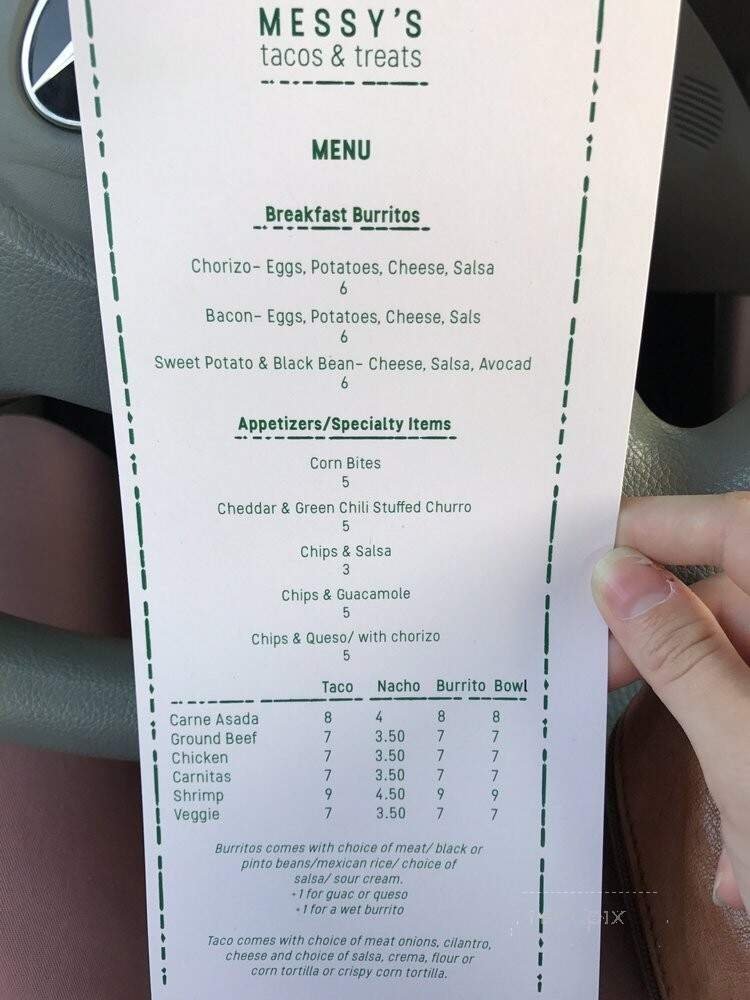 MESSY'S
tacos & treats
MENU
Breakfast Burritos
Chorizo- Eggs, Potatoes, Cheese, Salsa
6
Bacon- Eggs, Potatoes, Cheese, Sals
6
Sweet Potato & Black Bean- Cheese, Salsa, Avocad
6
Appetizers/Specialty Items
Corn Bites
5
Cheddar & Green Chili Stuffed Churro
5
Chips & Salsa
3
Chips & Guacamole
5
Chips & Queso/ with chorizo
5
Taco Nacho Burrito Bowl
Carne Asada 8 4 8 8
Ground Beef 7 3.50 7 7
Chicken 7 3.50 7 7
Carnitas 7 3.50 7 7
Shrimp 9 4.50 9 9
Veggie 7 3.50 7 7
Burritos comes with choice of meat/ black or
pinto beans/mexican rice/ choice of
salsa/ sour cream.
+1 for guac or queso
+1 for a wet burrito
Taco comes with choice of meat onions, cilantro,
cheese and choice of salsa, crema, flour or
corn tortilla or crispy corn tortilla.